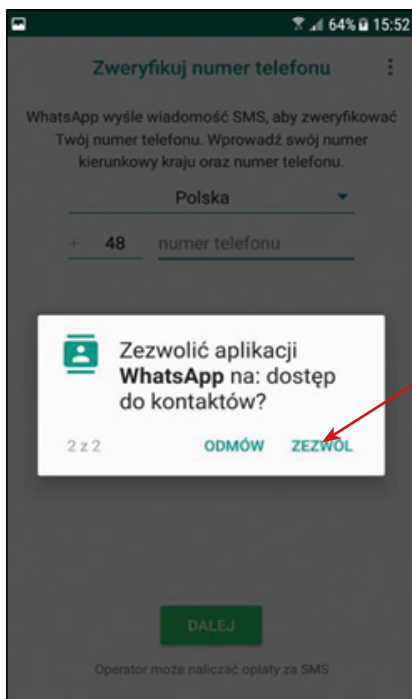 64% 15:52
Zweryfikuj numer telefonu
WhatsApp wyśle wiadomość SMS, aby zweryfikować
Twój numer telefonu. Wprowadź swój numer
kierunkowy kraju oraz numer telefonu.
Polska
+ 48 numer telefonu
Zezwolić aplikacji
WhatsApp na: dostęp
do kontaktów?
2 z 2 ODMÓW ZEZWÓL
DALEJ
Operator może naliczać opłaty za SMS